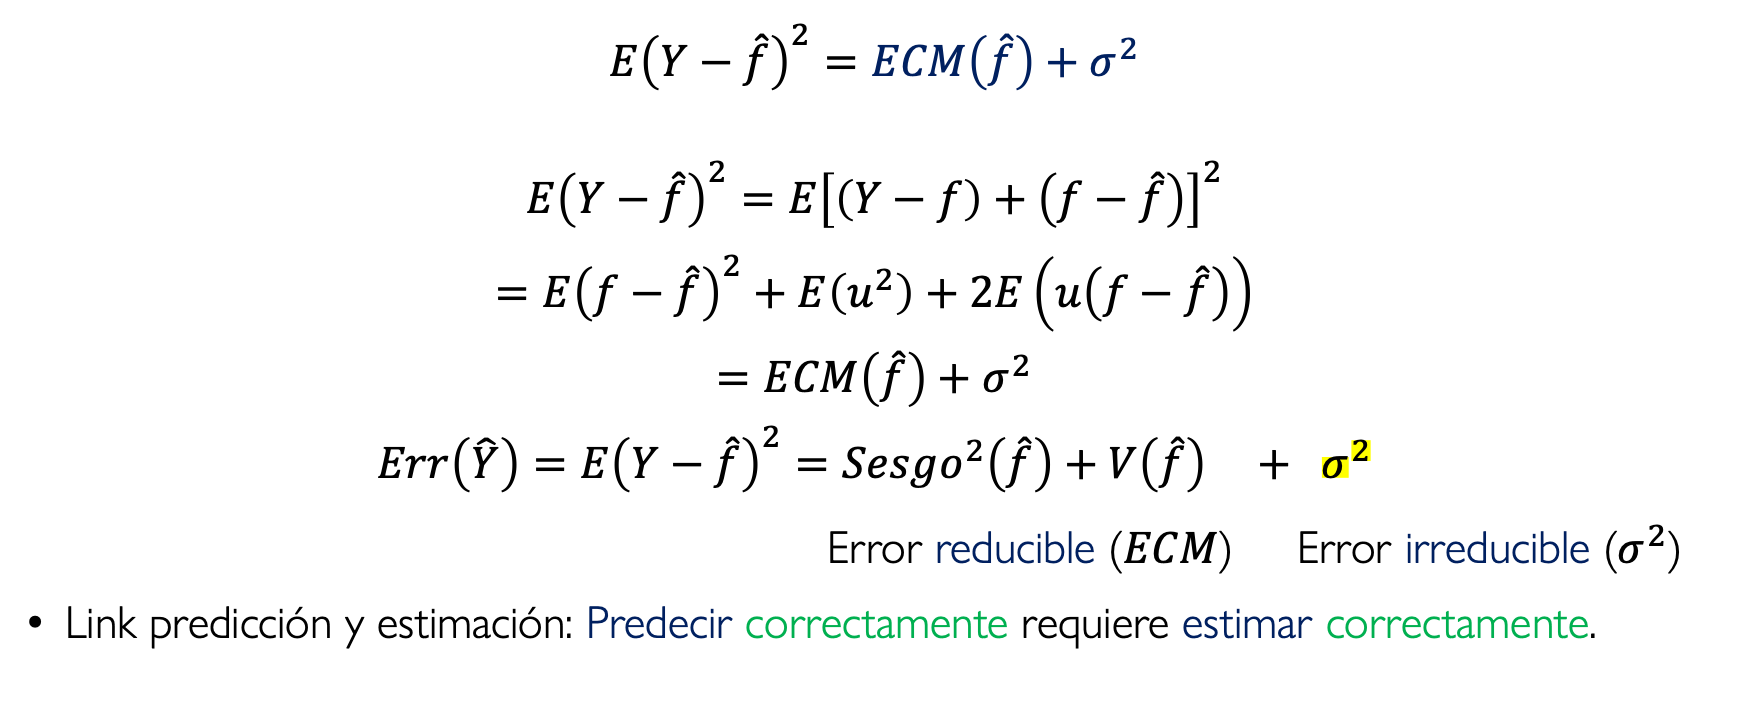 E(Y − f̂)² = ECM(f̂) + σ²
E(Y − f̂)² = E[(Y − f) + (f − f̂)]²
= E(f − f̂)² + E(u²) + 2E(u(f − f̂))
= ECM(f̂) + σ²
Err(Ŷ) = E(Y − f̂)² = Sesgo²(f̂) + V(f̂) + σ²
Error reducible (ECM) Error irreducible (σ²)
• Link predicción y estimación: Predecir correctamente requiere estimar correctamente.